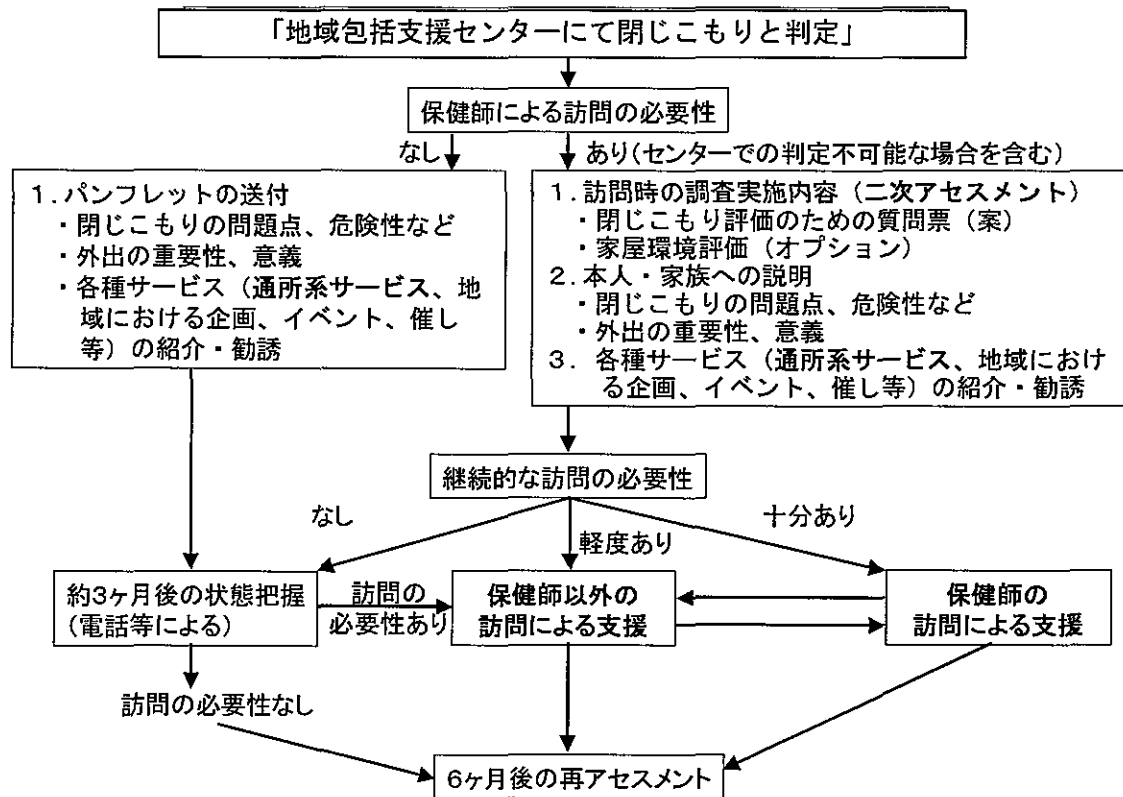 「地域包括支援センターにて閉じこもりと判定」
保健師による訪問の必要性
なし
あり(センターでの判定不可能な場合を含む)
1.パンフレットの送付
・閉じこもりの問題点、危険性など
・外出の重要性、意義
・各種サービス(通所系サービス、地
域における企画、イベント、催し
等)の紹介・勧誘
1.訪問時の調査実施内容(二次アセスメント)
・閉じこもり評価のための質問票(案)
・家屋環境評価(オプション)
2.本人・家族への説明
・閉じこもりの問題点、危険性など
・外出の重要性、意義
3.各種サービス(通所系サービス、地域におけ
る企画、イベント、催し等)の紹介・勧誘
継続的な訪問の必要性
なし
軽度あり
十分あり
約3ヶ月後の状態把握
(電話等による)
訪問の
必要性あり
保健師以外の
訪問による支援
保健師の
訪問による支援
訪問の必要性なし
6ヶ月後の再アセスメント